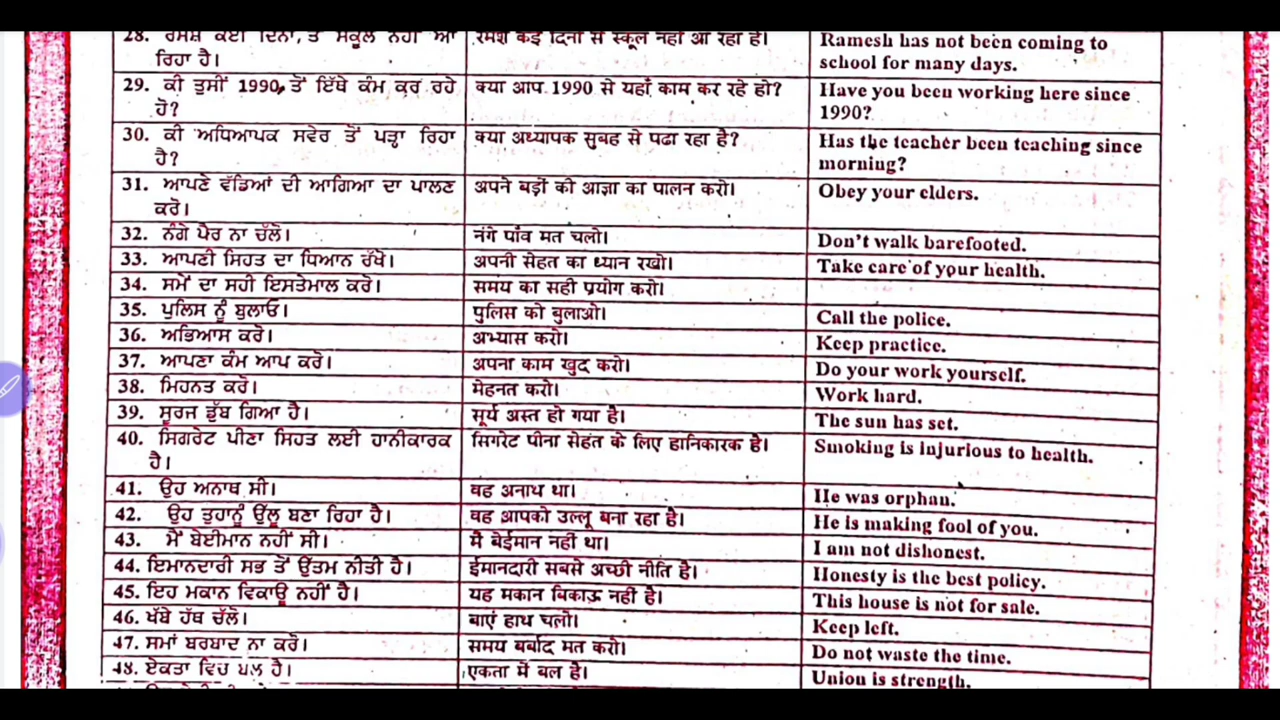 28. ਰਮੇਸ਼ ਕਈ ਦਿਨਾਂ ਤੋਂ ਸਕੂਲ ਨਹੀਂ ਆ ਰਿਹਾ ਹੈ। रमेश कई दिनों से स्कूल नहीं आ रहा है। Ramesh has not been coming to school for many days.
29. ਕੀ ਤੁਸੀਂ 1990 ਤੋਂ ਇੱਥੇ ਕੰਮ ਕਰ ਰਹੇ ਹੋ? क्या आप 1990 से यहाँ काम कर रहे हो? Have you been working here since 1990?
30. ਕੀ ਅਧਿਆਪਕ ਸਵੇਰ ਤੋਂ ਪੜ੍ਹਾ ਰਿਹਾ ਹੈ? क्या अध्यापक सुबह से पढा रहा है? Has the teacher been teaching since morning?
31. ਆਪਣੇ ਵੱਡਿਆਂ ਦੀ ਆਗਿਆ ਦਾ ਪਾਲਣ ਕਰੋ। अपने बड़ों की आज्ञा का पालन करो। Obey your elders.
32. ਨੰਗੇ ਪੈਰ ਨਾ ਚੱਲੋ। नंगे पाँव मत चलो। Don't walk barefooted.
33. ਆਪਣੀ ਸਿਹਤ ਦਾ ਧਿਆਨ ਰੱਖੋ। अपनी सेहत का ध्यान रखो। Take care of your health.
34. ਸਮੇਂ ਦਾ ਸਹੀ ਇਸਤੇਮਾਲ ਕਰੋ। समय का सही प्रयोग करो।
35. ਪੁਲਿਸ ਨੂੰ ਬੁਲਾਓ। पुलिस को बुलाओ। Call the police.
36. ਅਭਿਆਸ ਕਰੋ। अभ्यास करो। Keep practice.
37. ਆਪਣਾ ਕੰਮ ਆਪ ਕਰੋ। अपना काम खुद करो। Do your work yourself.
38. ਮਿਹਨਤ ਕਰੋ। मेहनत करो। Work hard.
39. ਸੂਰਜ ਡੁੱਬ ਗਿਆ ਹੈ। सूर्य अस्त हो गया है। The sun has set.
40. ਸਿਗਰੇਟ ਪੀਣਾ ਸਿਹਤ ਲਈ ਹਾਨੀਕਾਰਕ ਹੈ। सिगरेट पीना सेहत के लिए हानिकारक है। Smoking is injurious to health.
41. ਉਹ ਅਨਾਥ ਸੀ। वह अनाथ था। He was orphan.
42. ਉਹ ਤੁਹਾਨੂੰ ਉੱਲੂ ਬਣਾ ਰਿਹਾ ਹੈ। वह आपको उल्लू बना रहा है। He is making fool of you.
43. ਮੈਂ ਬੇਈਮਾਨ ਨਹੀਂ ਸੀ। मैं बेईमान नहीं था। I am not dishonest.
44. ਇਮਾਨਦਾਰੀ ਸਭ ਤੋਂ ਉੱਤਮ ਨੀਤੀ ਹੈ। ईमानदारी सबसे अच्छी नीति है। Honesty is the best policy.
45. ਇਹ ਮਕਾਨ ਵਿਕਾਊ ਨਹੀਂ ਹੈ। यह मकान बिकाऊ नहीं है। This house is not for sale.
46. ਖੱਬੇ ਹੱਥ ਚੱਲੋ। बाएं हाथ चलो। Keep left.
47. ਸਮਾਂ ਬਰਬਾਦ ਨਾ ਕਰੋ। समय बर्बाद मत करो। Do not waste the time.
48. ਏਕਤਾ ਵਿਚ ਬਲ ਹੈ। एकता में बल है। Union is strength.